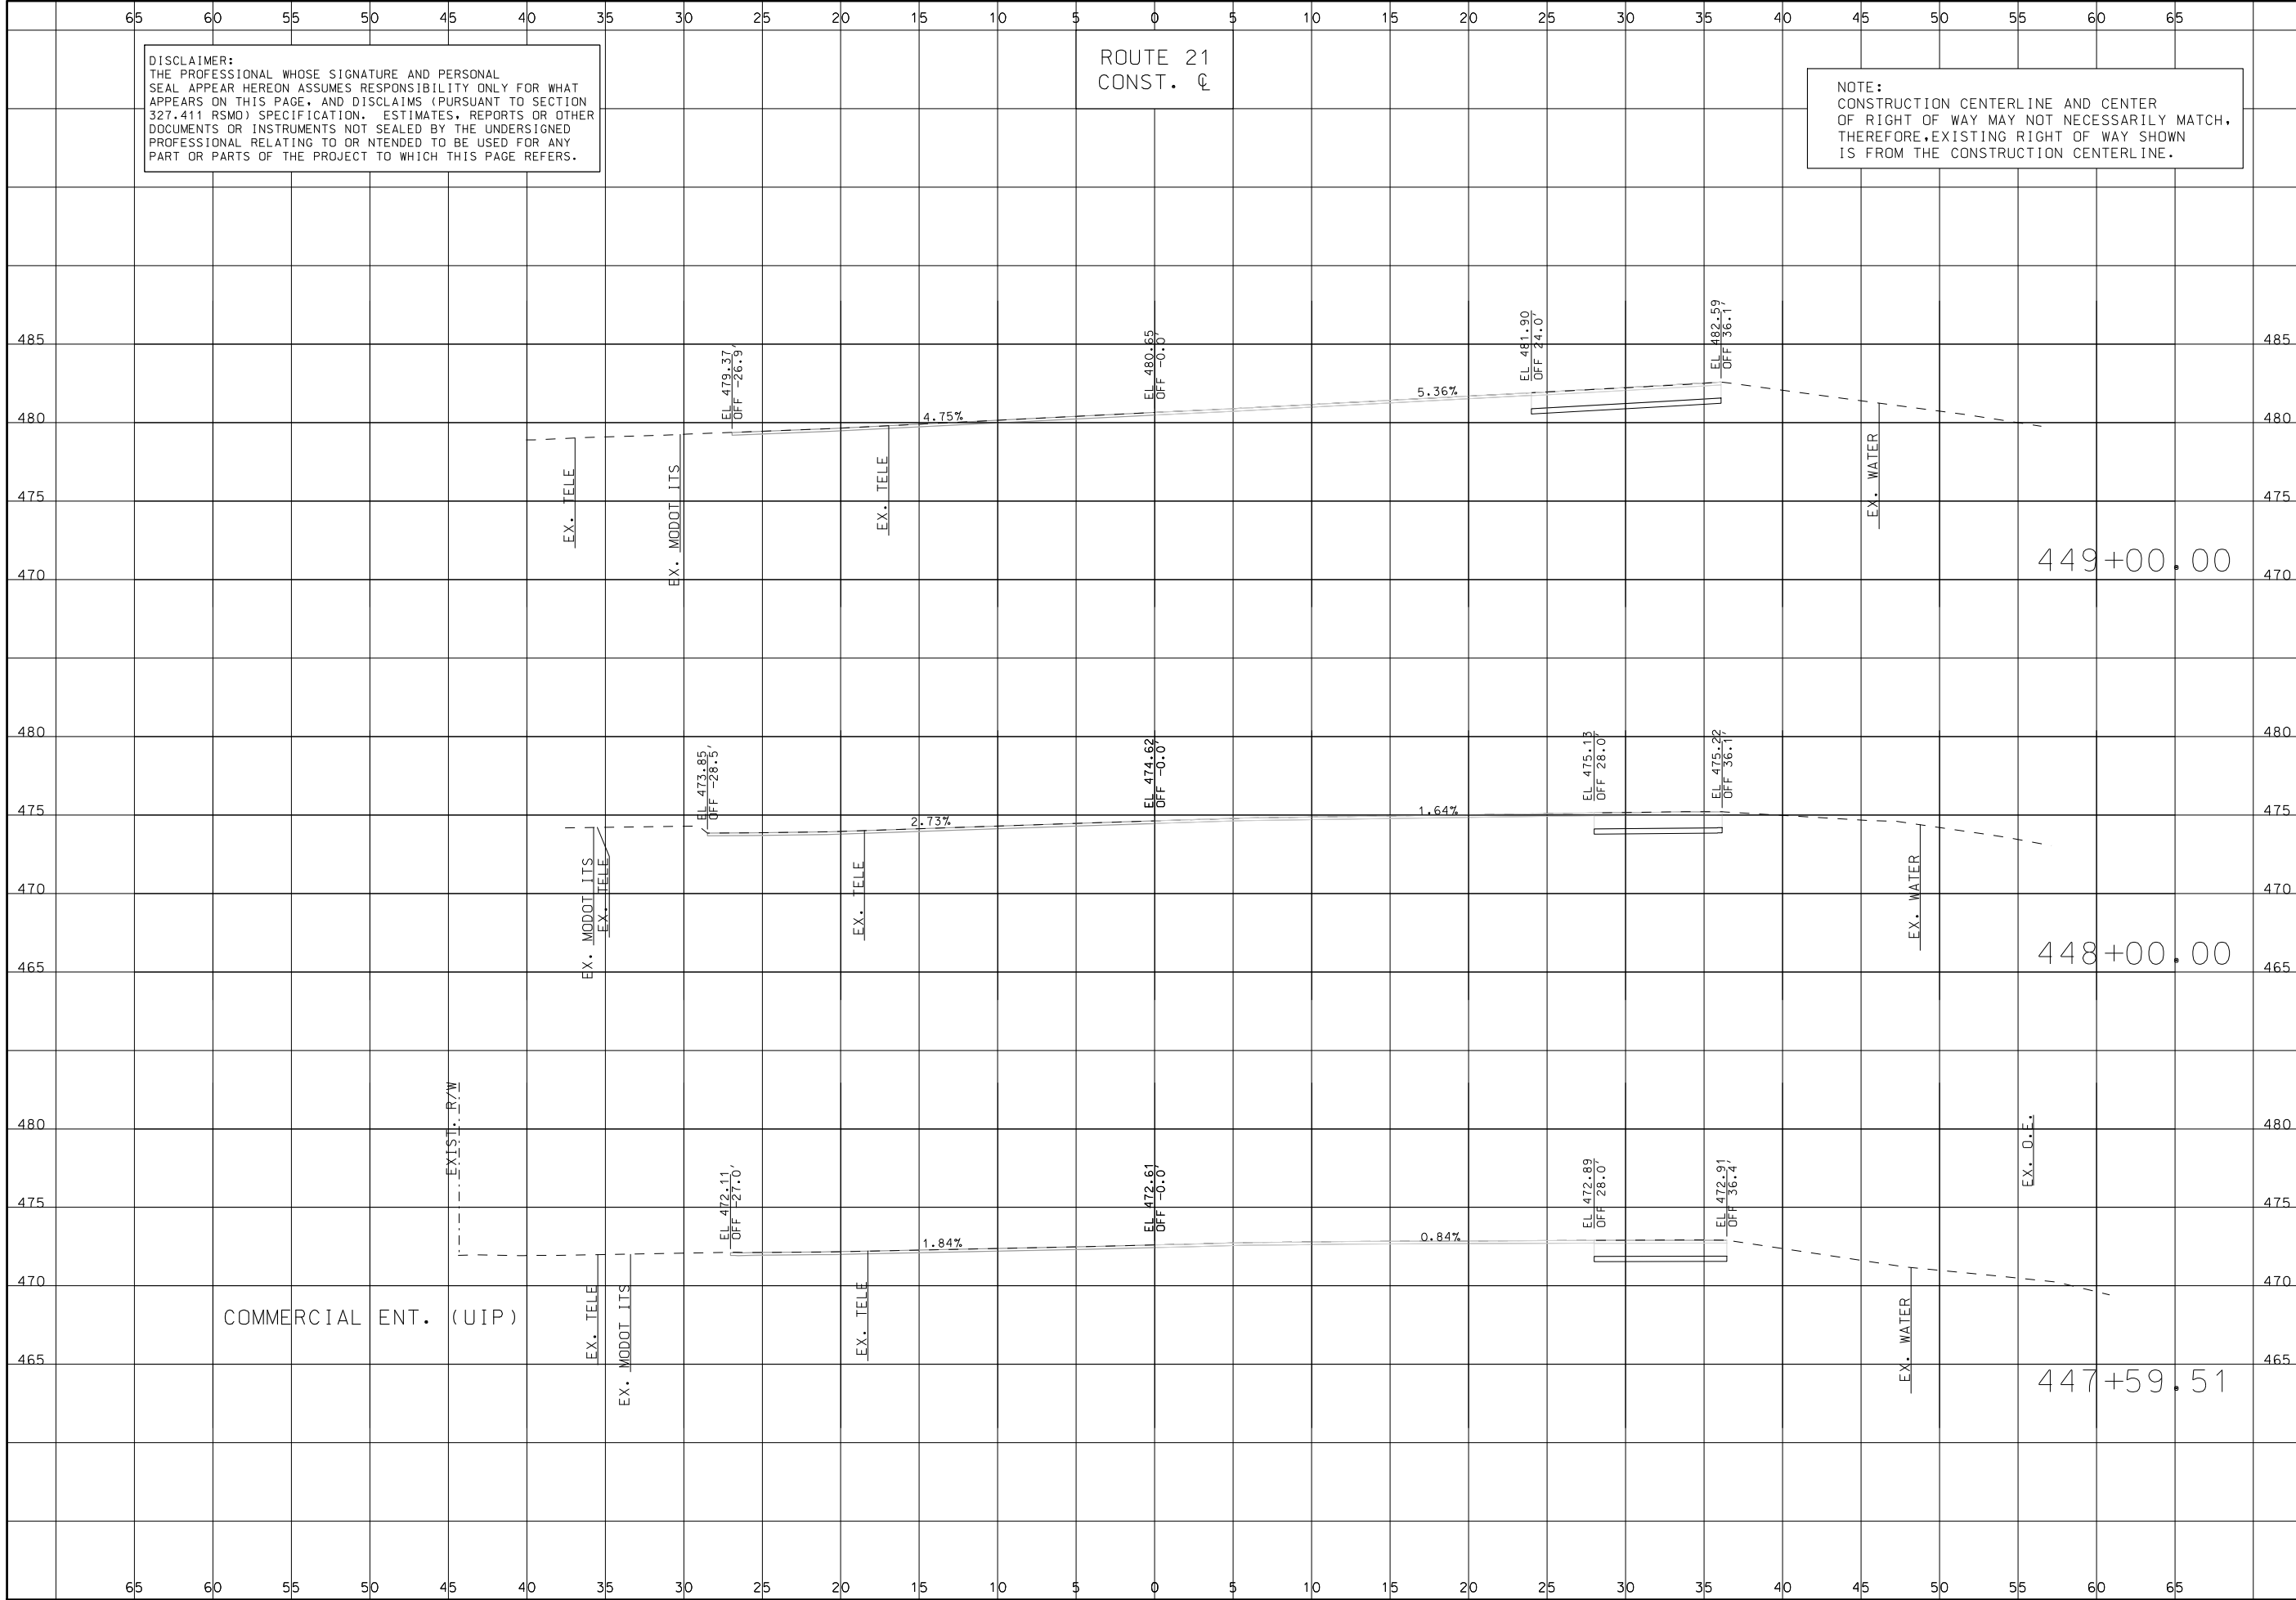 65 60 55 50 45 40 35 30 25 20 15 10 5 0 5 10 15 20 25 30 35 40 45 50 55 60 65
DISCLAIMER:
THE PROFESSIONAL WHOSE SIGNATURE AND PERSONAL
SEAL APPEAR HEREON ASSUMES RESPONSIBILITY ONLY FOR WHAT
APPEARS ON THIS PAGE, AND DISCLAIMS (PURSUANT TO SECTION
327.411 RSMO) SPECIFICATION. ESTIMATES, REPORTS OR OTHER
DOCUMENTS OR INSTRUMENTS NOT SEALED BY THE UNDERSIGNED
PROFESSIONAL RELATING TO OR NTENDED TO BE USED FOR ANY
PART OR PARTS OF THE PROJECT TO WHICH THIS PAGE REFERS.
ROUTE 21
CONST. ℄
NOTE:
CONSTRUCTION CENTERLINE AND CENTER
OF RIGHT OF WAY MAY NOT NECESSARILY MATCH,
THEREFORE,EXISTING RIGHT OF WAY SHOWN
IS FROM THE CONSTRUCTION CENTERLINE.
485 485
480 480
475 475
470 470
EL 479.37
OFF -26.9'
EL 480.65
OFF -0.0'
EL 481.90
OFF 24.0'
EL 482.59
OFF 36.1'
4.75%
5.36%
EX. TELE
EX. MODOT ITS
EX. TELE
EX. WATER
449+00.00
480 480
475 475
470 470
465 465
EL 473.85
OFF -28.5'
EL 474.62
OFF -0.0'
EL 475.13
OFF 28.0'
EL 475.22
OFF 36.1'
2.73%
1.64%
EX. MODOT ITS
EX. TELE
EX. TELE
EX. WATER
448+00.00
480 480
475 475
470 470
465 465
EXIST. R/W
EL 472.11
OFF -27.0'
EL 472.61
OFF -0.0'
EL 472.89
OFF 28.0'
EL 472.91
OFF 36.4'
EX. O.E.
1.84%
0.84%
COMMERCIAL ENT. (UIP)
EX. TELE
EX. MODOT ITS
EX. TELE
EX. WATER
447+59.51
65 60 55 50 45 40 35 30 25 20 15 10 5 0 5 10 15 20 25 30 35 40 45 50 55 60 65